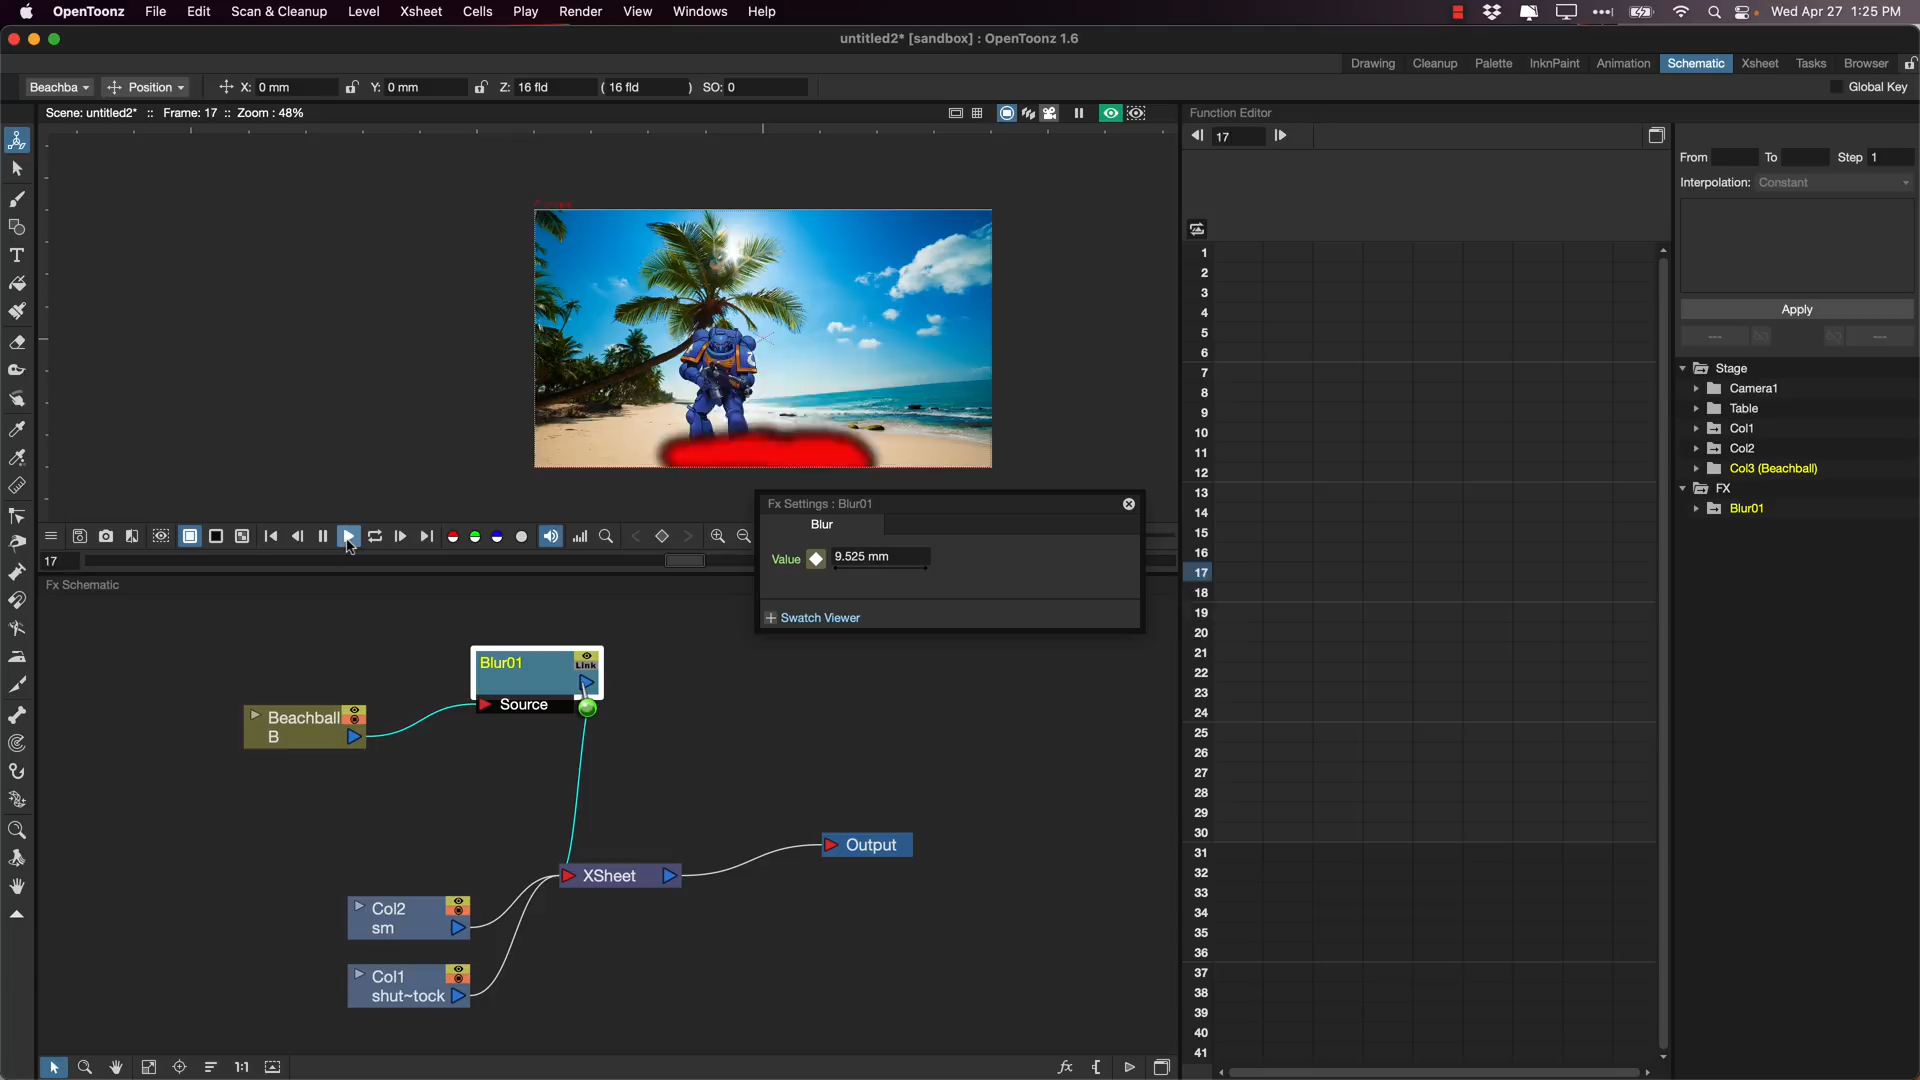 OpenToonz File Edit Scan & Cleanup Level Xsheet Cells Play Render View Windows Help Wed Apr 27 1:25 PM
untitled2* [sandbox] : OpenToonz 1.6
Drawing Cleanup Palette InknPaint Animation Schematic Xsheet Tasks Browser
Beachba Position X: 0 mm Y: 0 mm Z: 16 fld ( 16 fld ) SO: 0 Global Key
Scene: untitled2* :: Frame: 17 :: Zoom : 48%
Function Editor
17
From To Step 1
Interpolation: Constant
Apply
--- ---
Stage
Camera1
Table
Col1
Col2
Col3 (Beachball)
FX
Blur01
1
2
3
4
5
6
7
8
9
10
11
12
13
14
15
16
17
18
19
20
21
22
23
24
25
26
27
28
29
30
31
32
33
34
35
36
37
38
39
40
41
Fx Settings : Blur01
Blur
Value 9.525 mm
Swatch Viewer
17
Fx Schematic
Blur01
Link
Source
Beachball
B
XSheet
Output
Col2
sm
Col1
shut~tock
1:1
fx